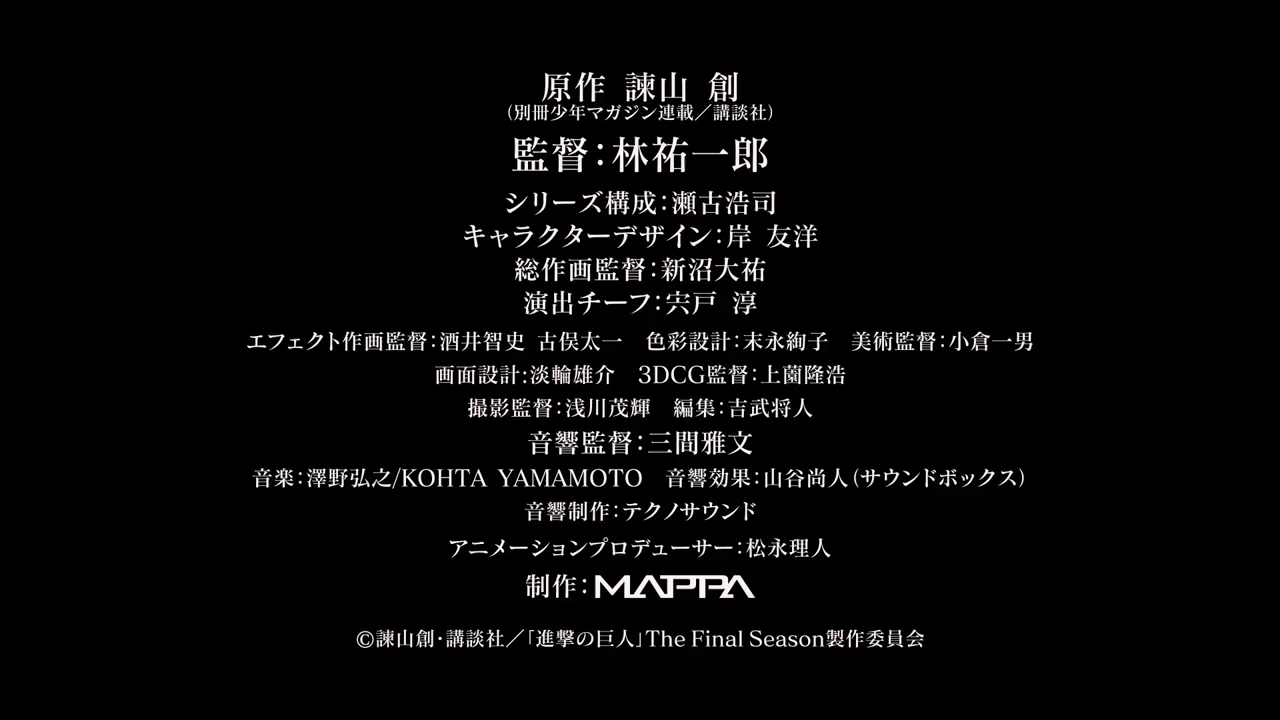 原作 諫山 創
(別冊少年マガジン連載／講談社)
監督：林祐一郎
シリーズ構成：瀬古浩司
キャラクターデザイン：岸 友洋
総作画監督：新沼大祐
演出チーフ：宍戸 淳
エフェクト作画監督：酒井智史 古俣太一　色彩設計：末永絢子　美術監督：小倉一男
画面設計：淡輪雄介　3DCG監督：上薗隆浩
撮影監督：浅川茂輝　編集：吉武将人
音響監督：三間雅文
音楽：澤野弘之/KOHTA YAMAMOTO　音響効果：山谷尚人（サウンドボックス）
音響制作：テクノサウンド
アニメーションプロデューサー：松永理人
制作：MAPPA
©諫山創・講談社／「進撃の巨人」The Final Season製作委員会